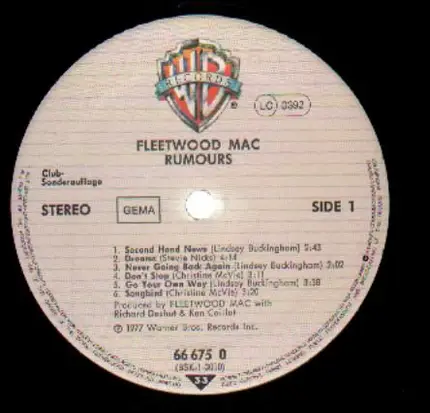 WB
RECORDS
®
LC 0392
FLEETWOOD MAC
RUMOURS
Club-
Sonderauflage
STEREO
GEMA
SIDE 1
1. Second Hand News (Lindsey Buckingham) 2:43
2. Dreams (Stevie Nicks) 4:14
3. Never Going Back Again (Lindsey Buckingham) 2:02
4. Don't Stop (Christine McVie) 3:11
5. Go Your Own Way (Lindsey Buckingham) 3:38
6. Songbird (Christine McVie) 3:20
Produced by FLEETWOOD MAC with
Richard Dashut & Ken Caillat
℗ 1977 Warner Bros. Records Inc.
66 675 0
(BSK-1-3010)
33